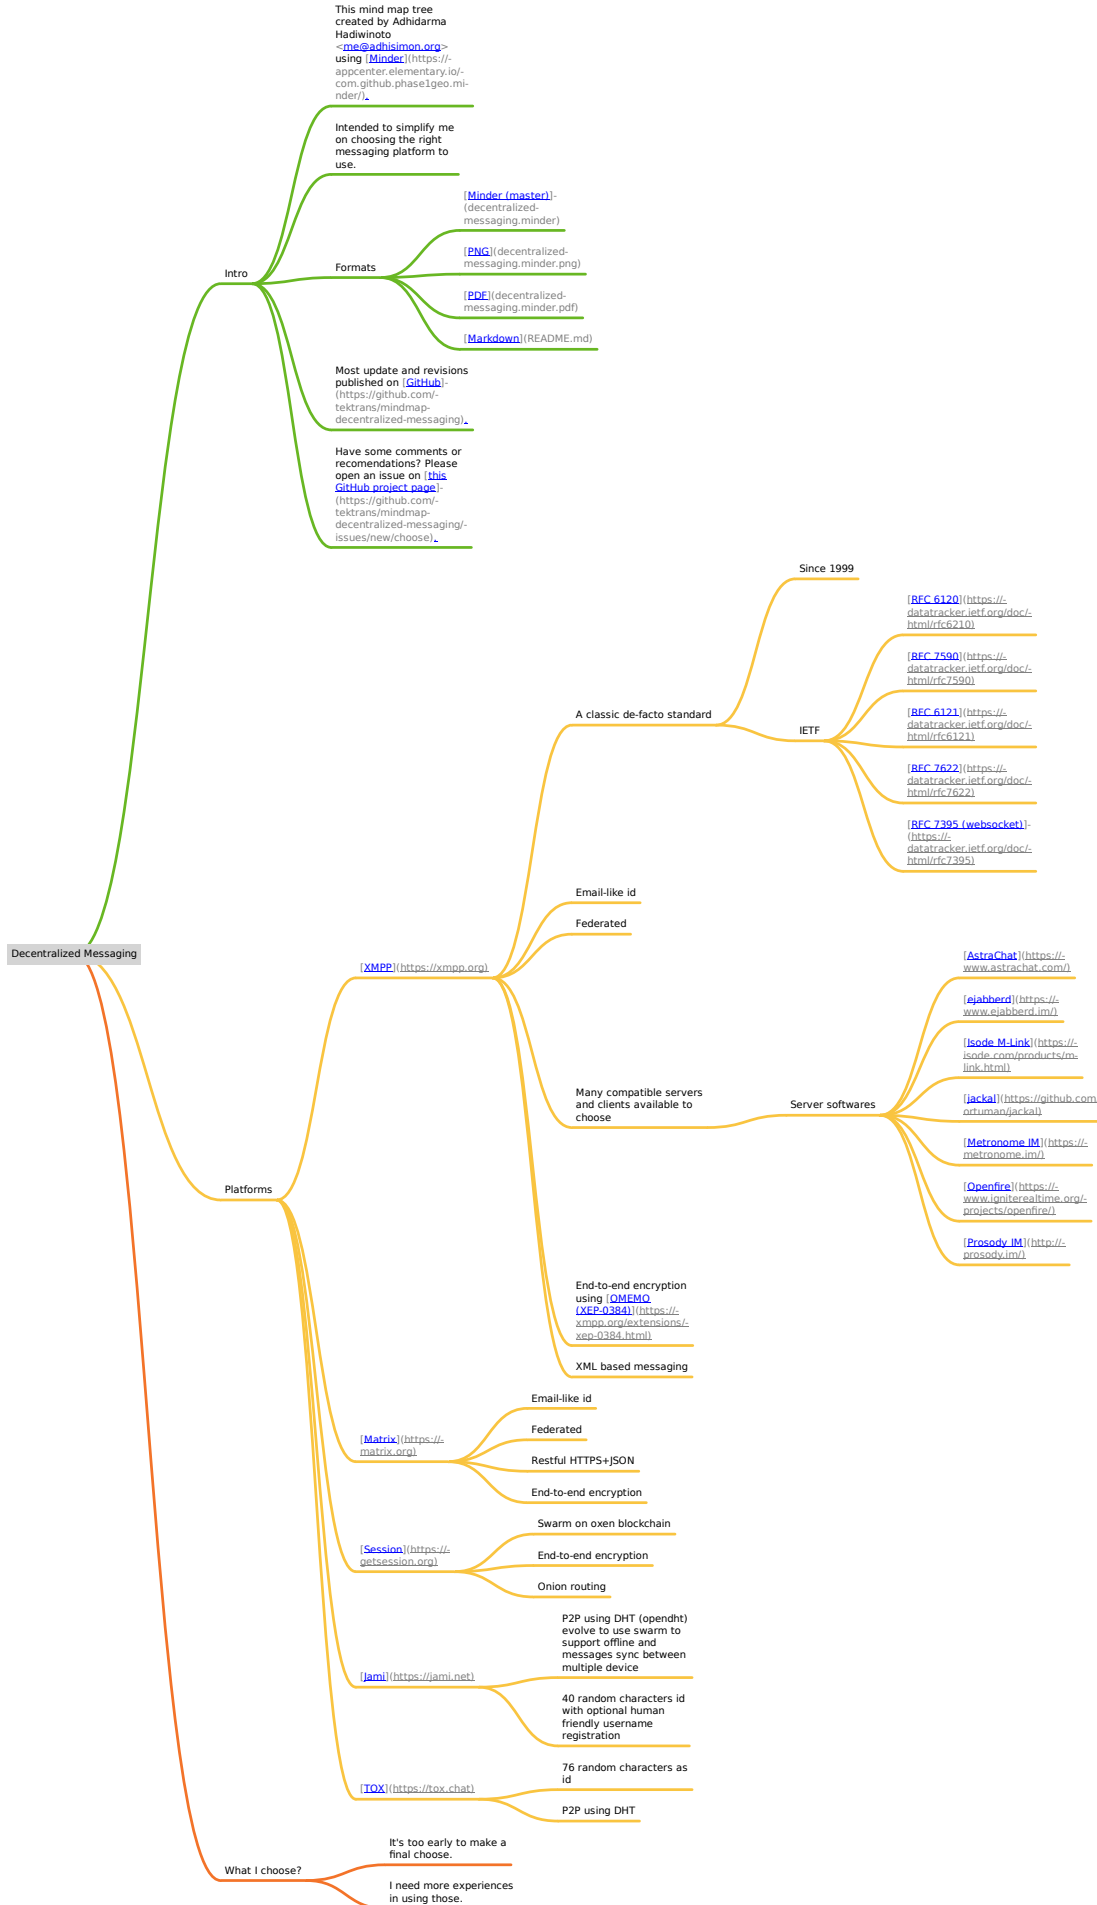 This mind map tree
created by Adhidarma
Hadiwinoto
<me@adhisimon.org>
using [Minder](https://-
appcenter.elementary.io/-
com.github.phase1geo.mi-
nder/).
Intended to simplify me
on choosing the right
messaging platform to
use.
[Minder (master)]-
(decentralized-
messaging.minder)
[PNG](decentralized-
messaging.minder.png)
Intro
Formats
[PDF](decentralized-
messaging.minder.pdf)
[Markdown](README.md)
Most update and revisions
published on [GitHub]-
(https://github.com/-
tektrans/mindmap-
decentralized-messaging).
Have some comments or
recomendations? Please
open an issue on [this
GitHub project page]-
(https://github.com/-
tektrans/mindmap-
decentralized-messaging/-
issues/new/choose).
Since 1999
[RFC 6120](https://-
datatracker.ietf.org/doc/-
html/rfc6210)
[RFC 7590](https://-
datatracker.ietf.org/doc/-
html/rfc7590)
A classic de-facto standard
IETF
[RFC 6121](https://-
datatracker.ietf.org/doc/-
html/rfc6121)
[RFC 7622](https://-
datatracker.ietf.org/doc/-
html/rfc7622)
[RFC 7395 (websocket)]-
(https://-
datatracker.ietf.org/doc/-
html/rfc7395)
Email-like id
Federated
Decentralized Messaging
[XMPP](https://xmpp.org)
[AstraChat](https://-
www.astrachat.com/)
[ejabberd](https://-
www.ejabberd.im/)
[Isode M-Link](https://-
isode.com/products/m-
link.html)
Many compatible servers
and clients available to
choose
Server softwares
[jackal](https://github.com
ortuman/jackal)
[Metronome IM](https://-
metronome.im/)
[Openfire](https://-
www.igniterealtime.org/-
projects/openfire/)
[Prosody IM](http://-
prosody.im/)
Platforms
End-to-end encryption
using [OMEMO
(XEP-0384)](https://-
xmpp.org/extensions/-
xep-0384.html)
XML based messaging
Email-like id
Federated
[Matrix](https://-
matrix.org)
Restful HTTPS+JSON
End-to-end encryption
Swarm on oxen blockchain
[Session](https://-
getsession.org)
End-to-end encryption
Onion routing
P2P using DHT (opendht)
evolve to use swarm to
support offline and
messages sync between
multiple device
[Jami](https://jami.net)
40 random characters id
with optional human
friendly username
registration
76 random characters as
id
[TOX](https://tox.chat)
P2P using DHT
It's too early to make a
final choose.
What I choose?
I need more experiences
in using those.